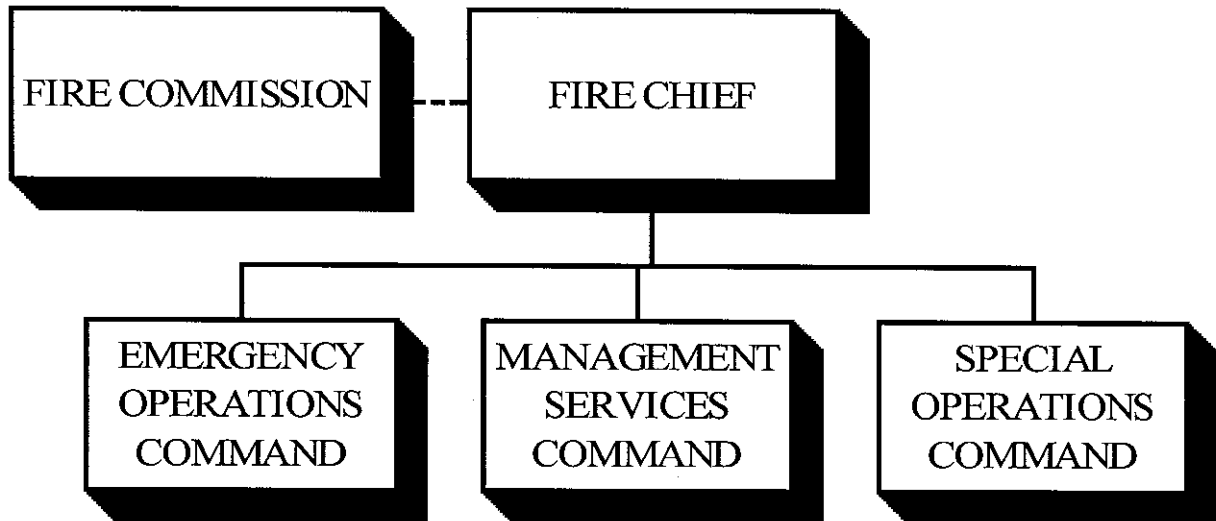 FIRE COMMISSION
FIRE CHIEF
EMERGENCY
OPERATIONS
COMMAND
MANAGEMENT
SERVICES
COMMAND
SPECIAL
OPERATIONS
COMMAND